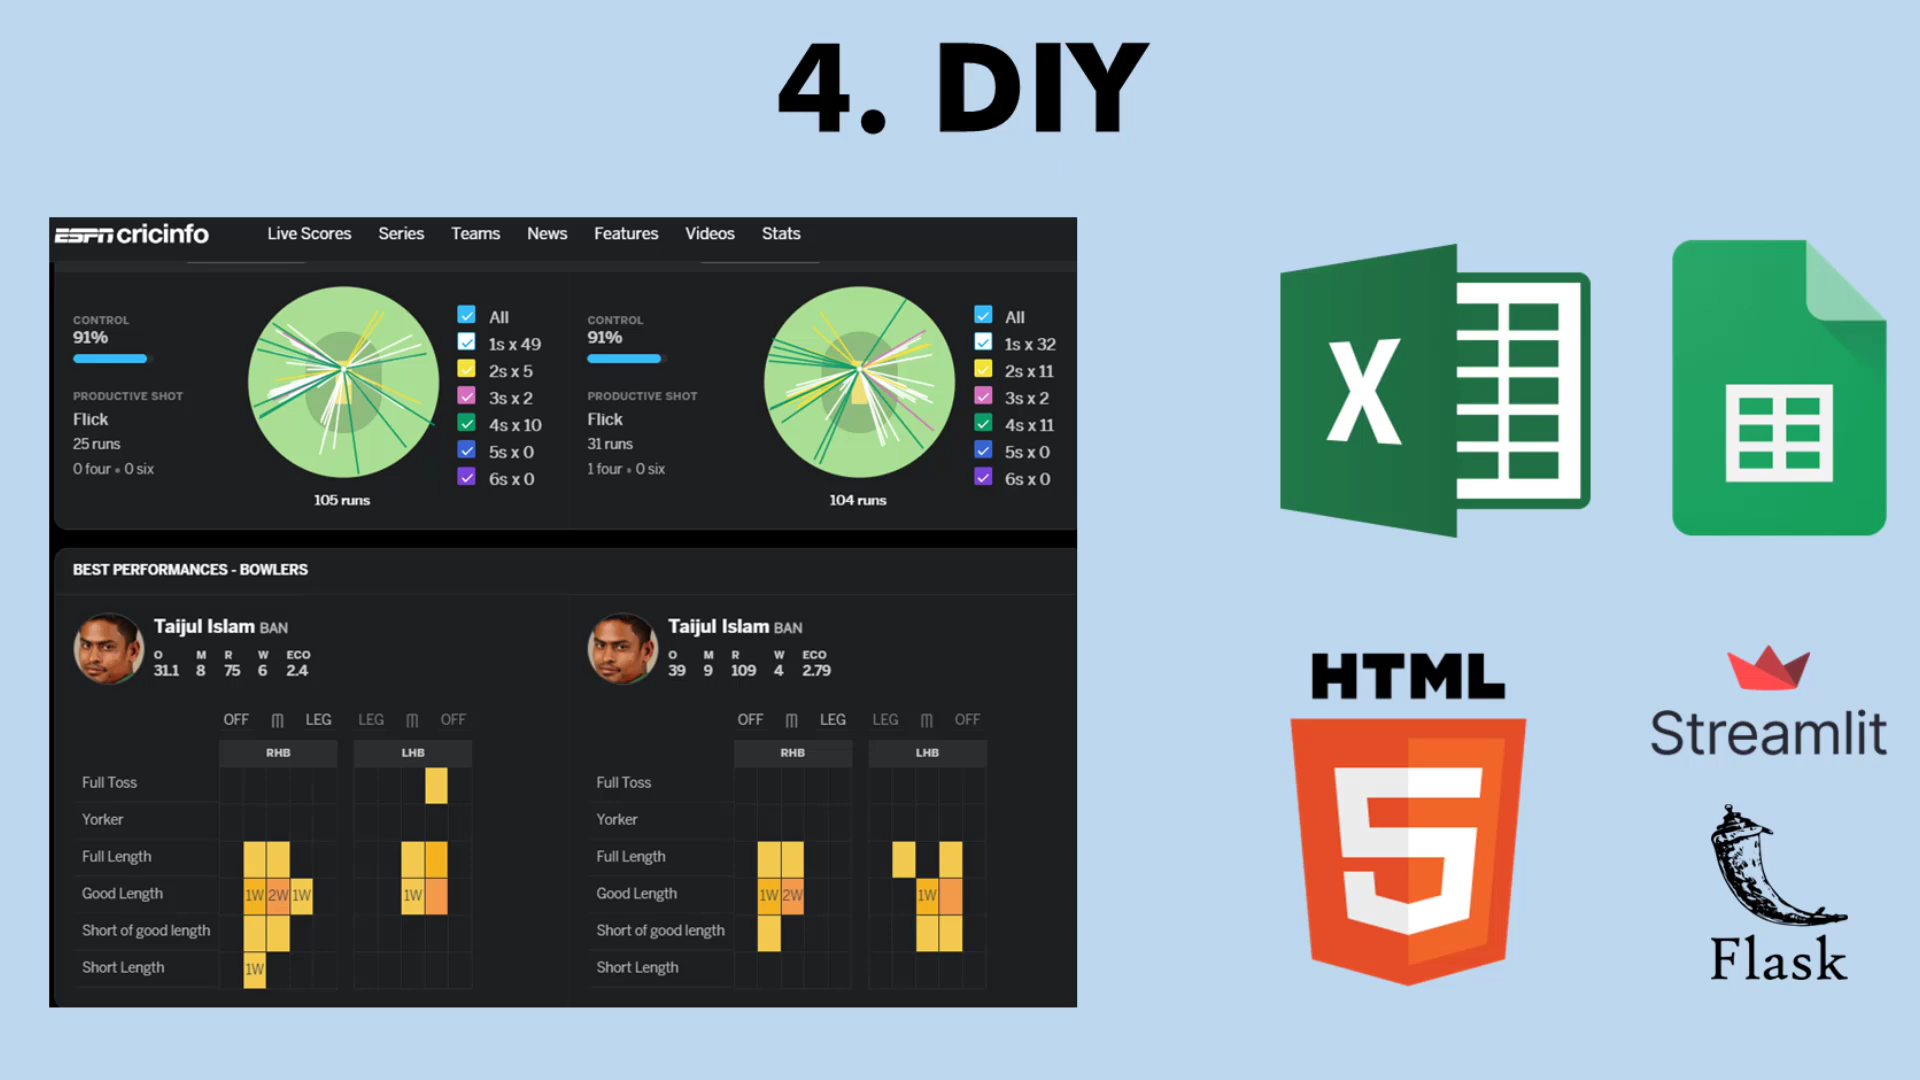 4. DIY
ESPN cricinfo Live Scores Series Teams News Features Videos Stats
CONTROL
91%
PRODUCTIVE SHOT
Flick
25 runs
0 four • 0 six
105 runs
All
1s x 49
2s x 5
3s x 2
4s x 10
5s x 0
6s x 0
CONTROL
91%
PRODUCTIVE SHOT
Flick
31 runs
1 four • 0 six
104 runs
All
1s x 32
2s x 11
3s x 2
4s x 11
5s x 0
6s x 0
BEST PERFORMANCES - BOWLERS
Taijul Islam BAN
O M R W ECO
31.1 8 75 6 2.4
OFF LEG LEG OFF
RHB LHB
Full Toss
Yorker
Full Length
Good Length 1W 2W 1W 1W
Short of good length
Short Length 1W
Taijul Islam BAN
O M R W ECO
39 9 109 4 2.79
OFF LEG LEG OFF
RHB LHB
Full Toss
Yorker
Full Length
Good Length 1W 2W 1W
Short of good length
Short Length
X
HTML
5
Streamlit
Flask